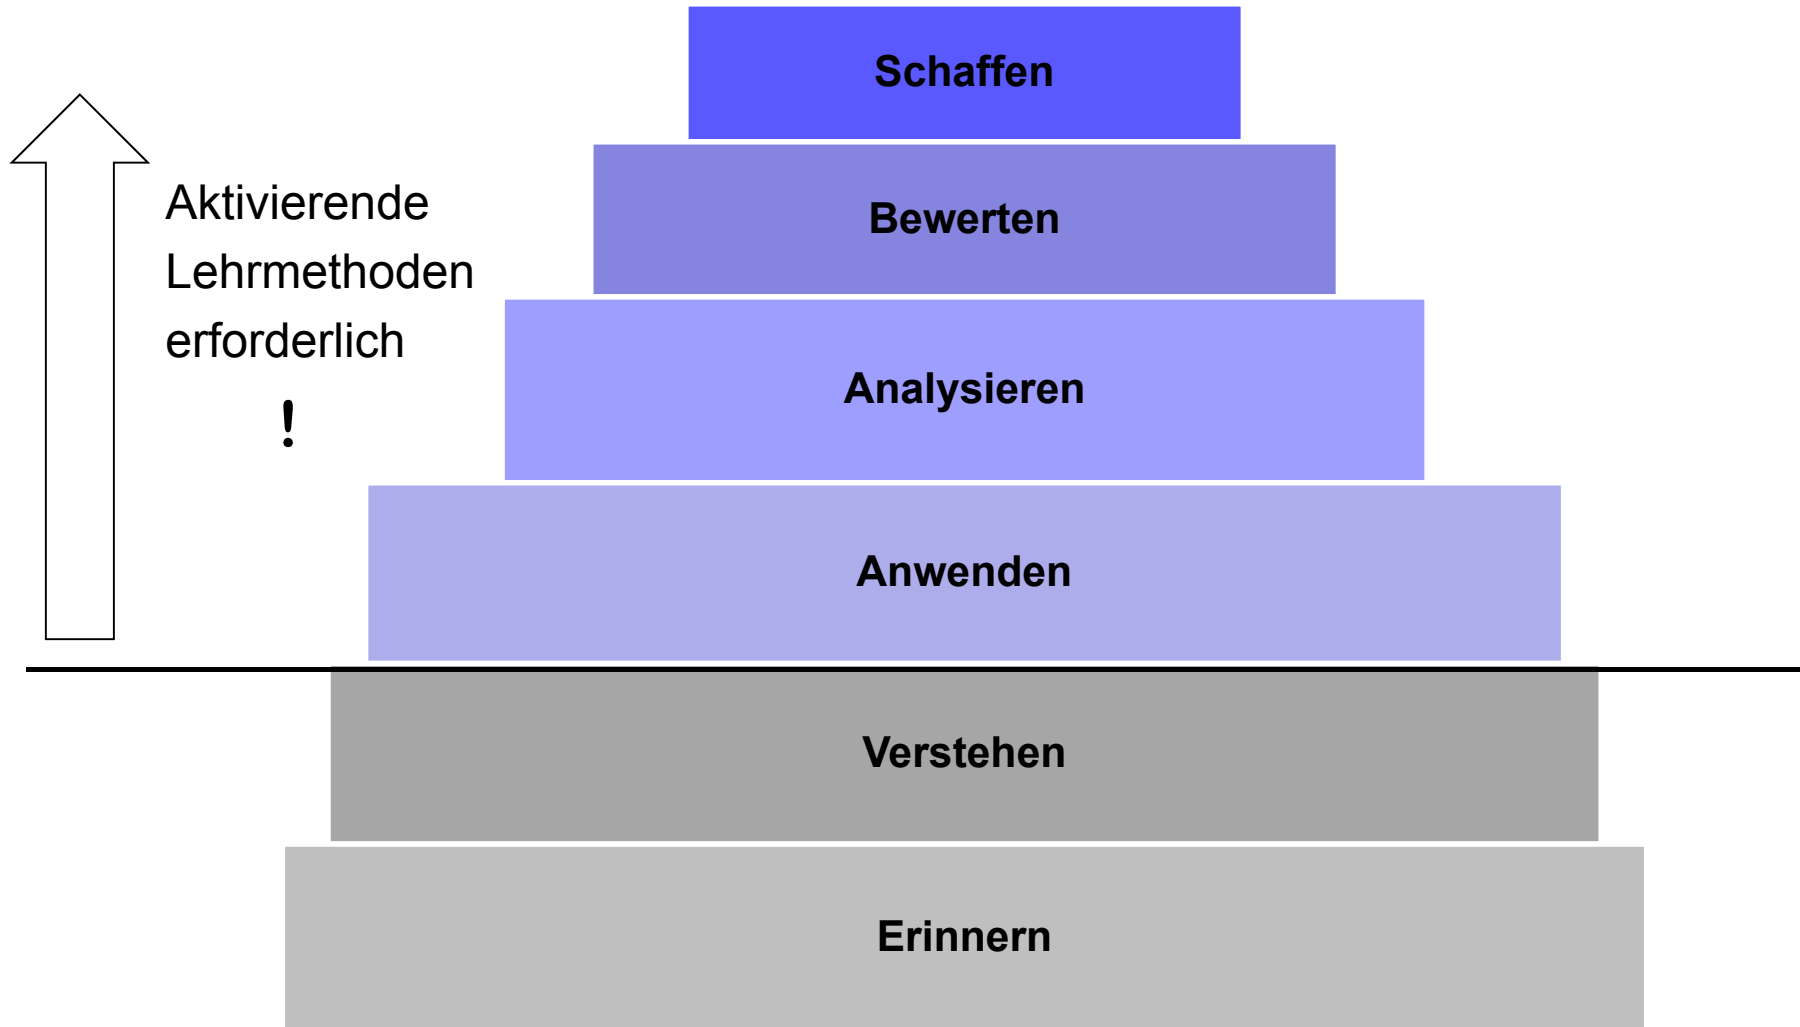 Schaffen
Aktivierende
Lehrmethoden
erforderlich
!
Bewerten
Analysieren
Anwenden
Verstehen
Erinnern